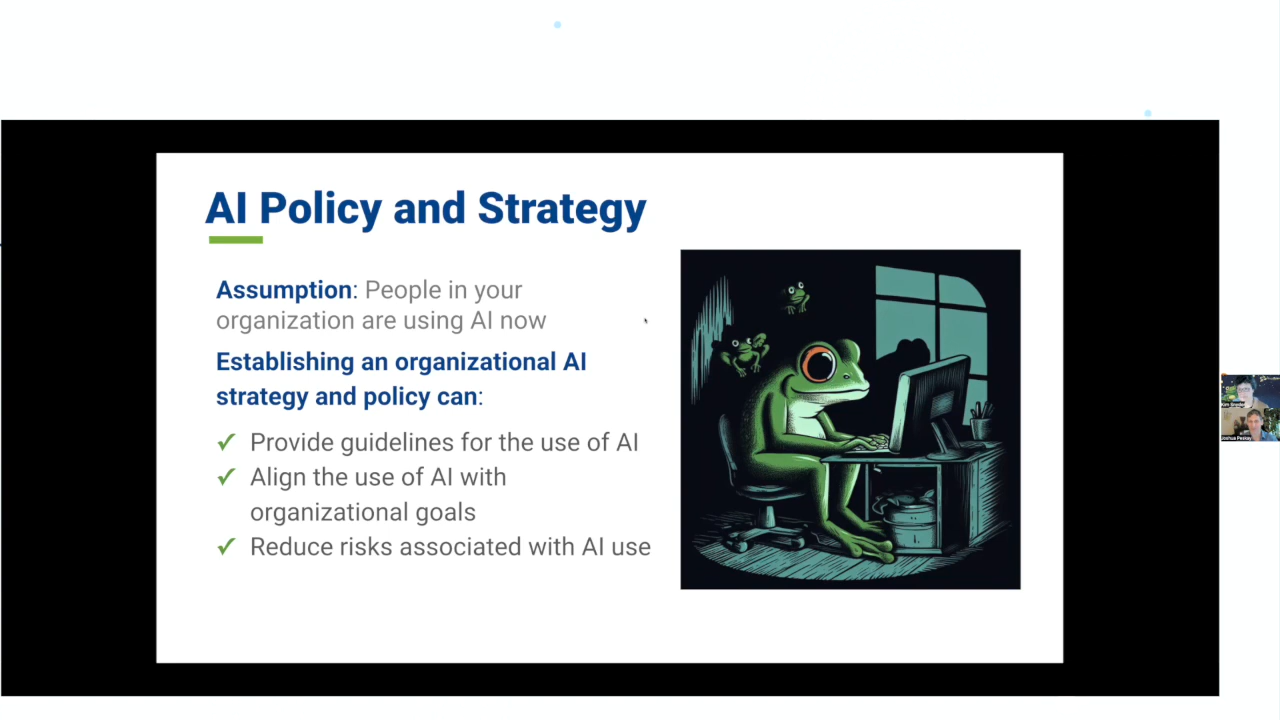 AI Policy and Strategy
Assumption: People in your
organization are using AI now
Establishing an organizational AI
strategy and policy can:
✓ Provide guidelines for the use of AI
✓ Align the use of AI with
organizational goals
✓ Reduce risks associated with AI use
Joshua Peskay